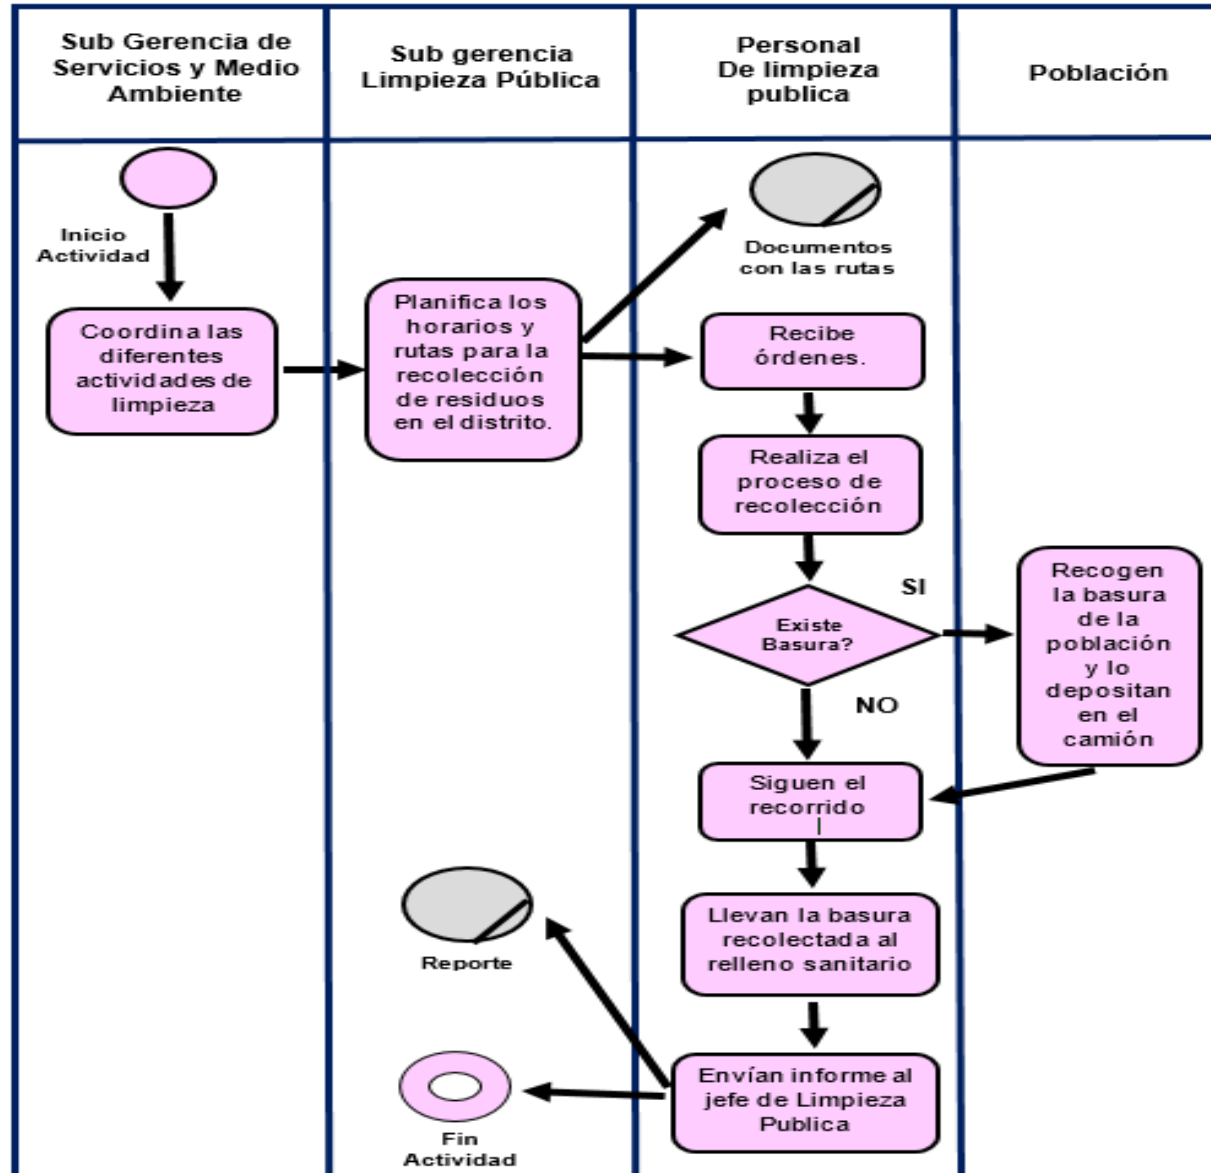 Sub Gerencia de
Servicios y Medio
Ambiente
Sub gerencia
Limpieza Pública
Personal
De limpieza
publica
Población
Inicio
Actividad
Coordina las
diferentes
actividades de
limpieza
Planifica los
horarios y
rutas para la
recolección
de residuos
en el distrito.
Documentos
con las rutas
Recibe
órdenes.
Realiza el
proceso de
recolección
Existe
Basura?
SI
NO
Recogen
la basura
de la
población
y lo
depositan
en el
camión
Siguen el
recorrido
Llevan la basura
recolectada al
relleno sanitario
Reporte
Envían informe al
jefe de Limpieza
Publica
Fin
Actividad